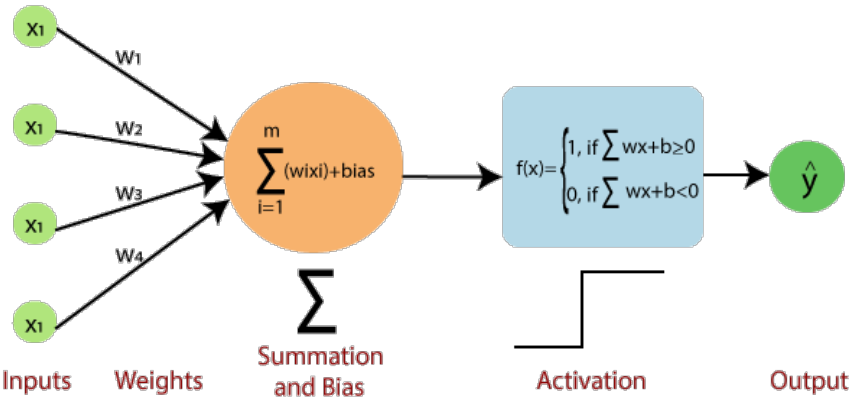 x1
x1
x1
x1
W1
W2
W3
W4
m
∑(wixi)+bias
i=1
f(x)={
1, if ∑ wx+b≥0
0, if ∑ wx+b<0
ŷ
∑
Inputs
Weights
Summation
and Bias
Activation
Output